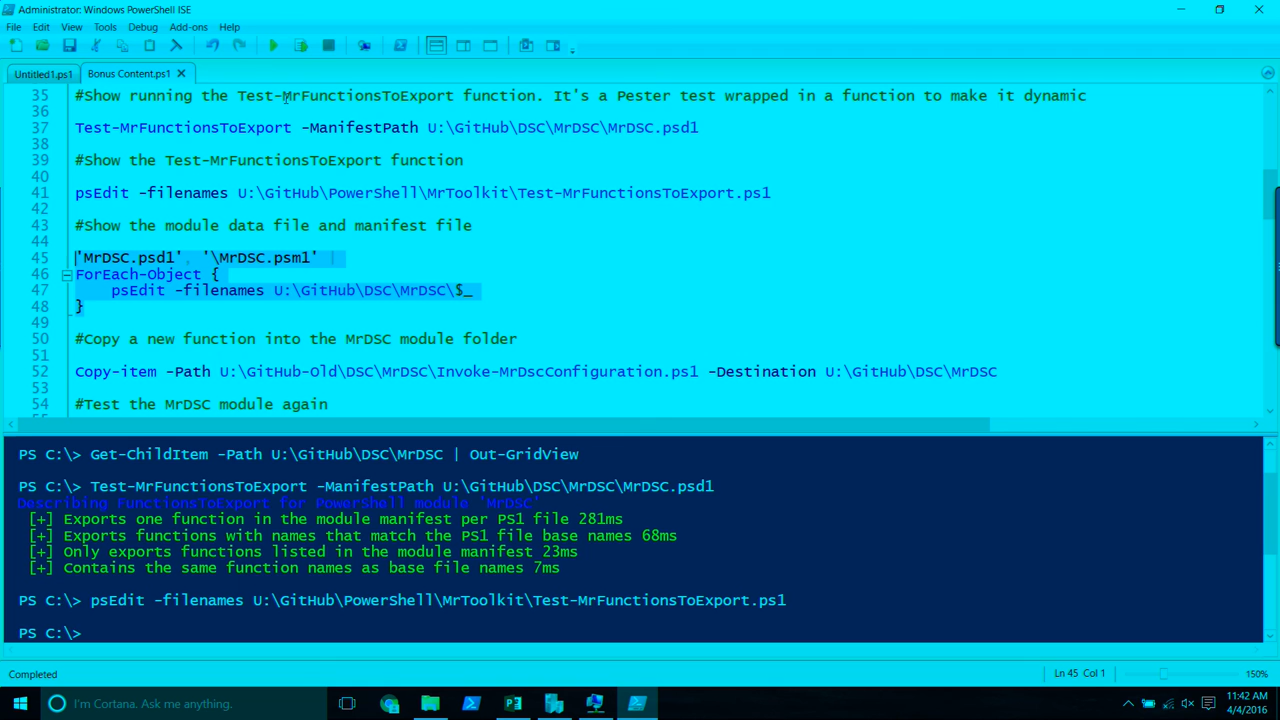 Administrator: Windows PowerShell ISE
File Edit View Tools Debug Add-ons Help
Untitled1.ps1 Bonus Content.ps1
35 #Show running the Test-MrFunctionsToExport function. It's a Pester test wrapped in a function to make it dynamic
36
37 Test-MrFunctionsToExport -ManifestPath U:\GitHub\DSC\MrDSC\MrDSC.psd1
38
39 #Show the Test-MrFunctionsToExport function
40
41 psEdit -filenames U:\GitHub\PowerShell\MrToolkit\Test-MrFunctionsToExport.ps1
42
43 #Show the module data file and manifest file
44
45 'MrDSC.psd1', '\MrDSC.psm1' |
46 ForEach-Object {
47 psEdit -filenames U:\GitHub\DSC\MrDSC\$_
48 }
49
50 #Copy a new function into the MrDSC module folder
51
52 Copy-item -Path U:\GitHub-Old\DSC\MrDSC\Invoke-MrDscConfiguration.ps1 -Destination U:\GitHub\DSC\MrDSC
53
54 #Test the MrDSC module again
PS C:\> Get-ChildItem -Path U:\GitHub\DSC\MrDSC | Out-GridView
PS C:\> Test-MrFunctionsToExport -ManifestPath U:\GitHub\DSC\MrDSC\MrDSC.psd1
Describing FunctionsToExport for PowerShell module 'MrDSC'
[+] Exports one function in the module manifest per PS1 file 281ms
[+] Exports functions with names that match the PS1 file base names 68ms
[+] Only exports functions listed in the module manifest 23ms
[+] Contains the same function names as base file names 7ms
PS C:\> psEdit -filenames U:\GitHub\PowerShell\MrToolkit\Test-MrFunctionsToExport.ps1
PS C:\>
Completed Ln 45 Col 1 150%
I'm Cortana. Ask me anything.
11:42 AM
4/4/2016